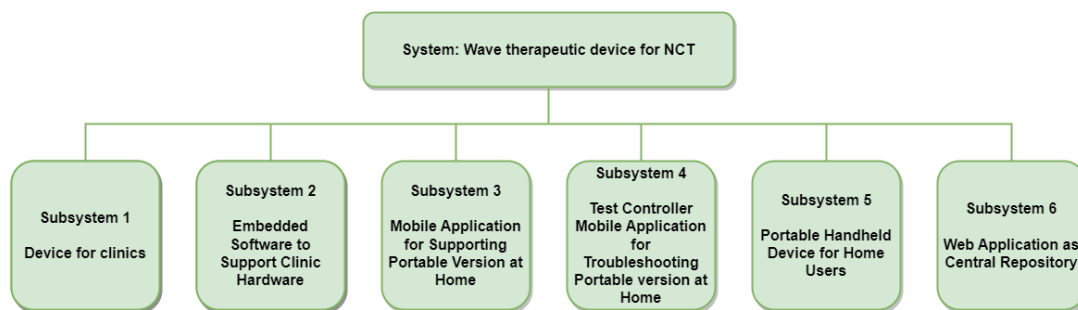 System: Wave therapeutic device for NCT
Subsystem 1
Device for clinics
Subsystem 2
Embedded
Software to
Support Clinic
Hardware
Subsystem 3
Mobile Application
for Supporting
Portable Version at
Home
Subsystem 4
Test Controller
Mobile Application
for
Troubleshooting
Portable version at
Home
Subsystem 5
Portable Handheld
Device for Home
Users
Subsystem 6
Web Application as
Central Repository